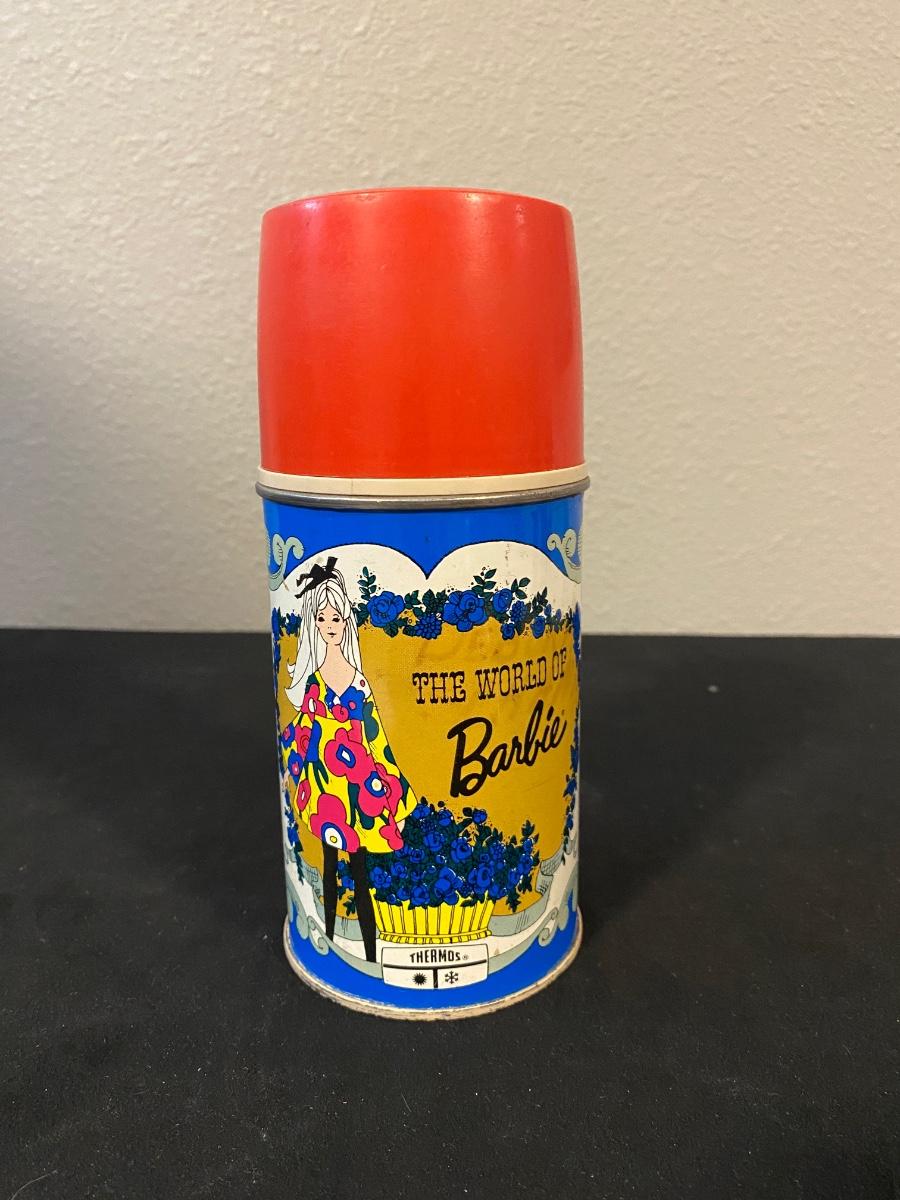 THE WORLD OF
Barbie
THERMOS®